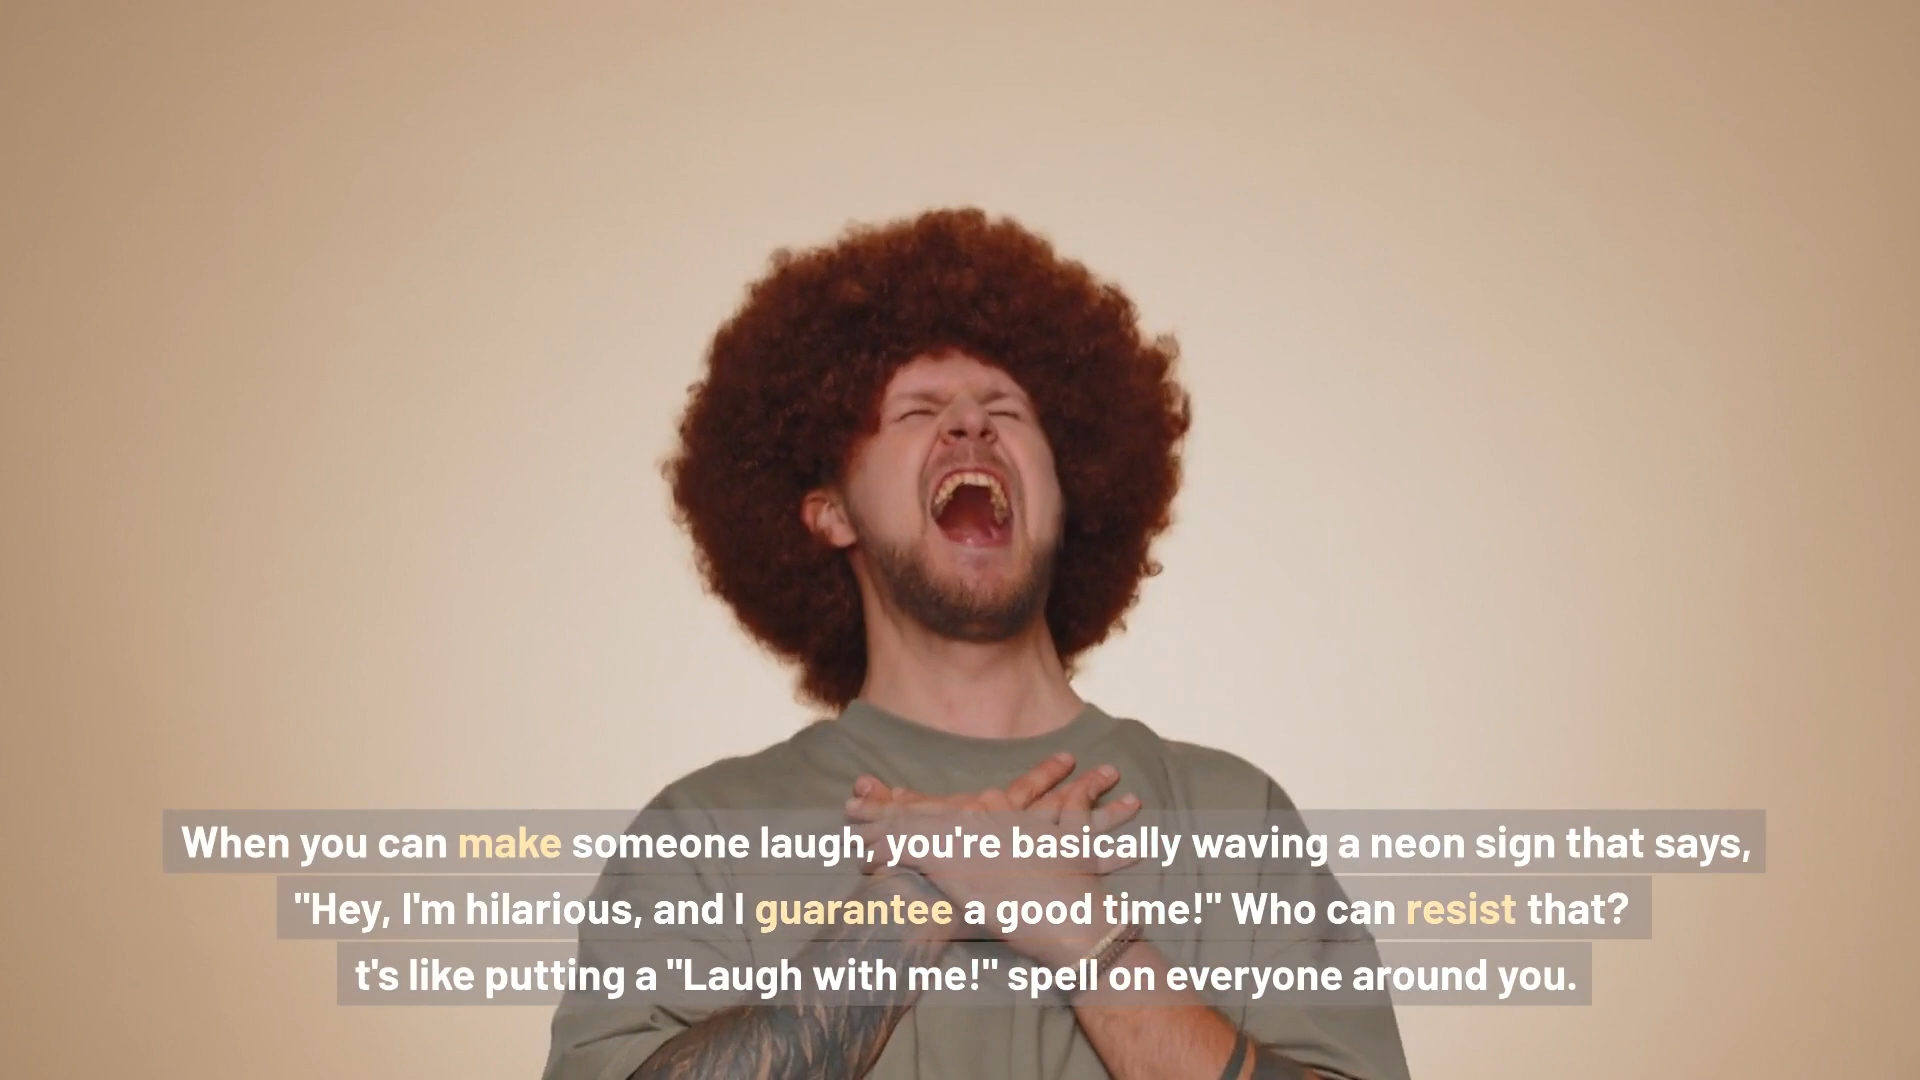 When you can make someone laugh, you're basically waving a neon sign that says,
"Hey, I'm hilarious, and I guarantee a good time!" Who can resist that?
t's like putting a "Laugh with me!" spell on everyone around you.